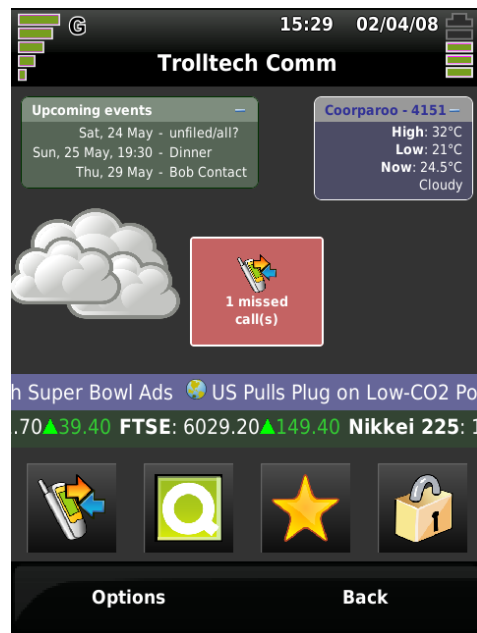 G 15:29 02/04/08
Trolltech Comm
Upcoming events
Sat, 24 May - unfiled/all?
Sun, 25 May, 19:30 - Dinner
Thu, 29 May - Bob Contact
Coorparoo - 4151
High: 32°C
Low: 21°C
Now: 24.5°C
Cloudy
1 missed
call(s)
h Super Bowl Ads US Pulls Plug on Low-CO2 Po
.70▲39.40 FTSE: 6029.20▲149.40 Nikkei 225: 1
Options Back